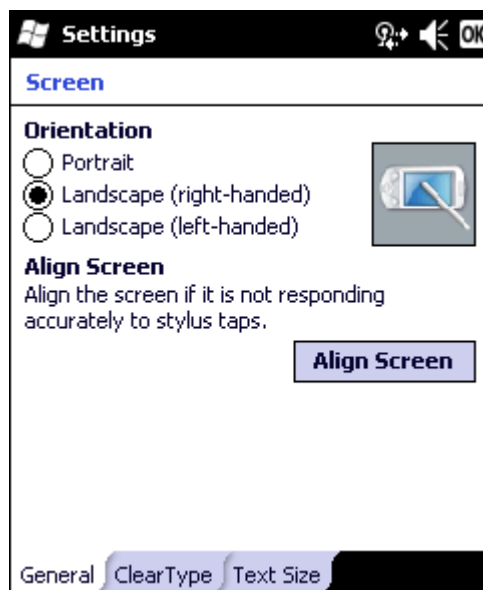 Settings
OK
Screen
Orientation
Portrait
Landscape (right-handed)
Landscape (left-handed)
Align Screen
Align the screen if it is not responding
accurately to stylus taps.
Align Screen
General ClearType Text Size